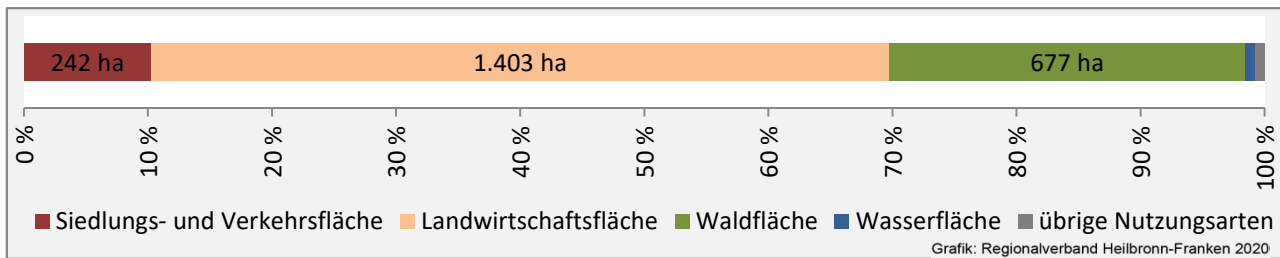 242 ha 1.403 ha 677 ha
0 % 10 % 20 % 30 % 40 % 50 % 60 % 70 % 80 % 90 % 100 %
Siedlungs- und Verkehrsfläche Landwirtschaftsfläche Waldfläche Wasserfläche übrige Nutzungsarten
Grafik: Regionalverband Heilbronn-Franken 2020